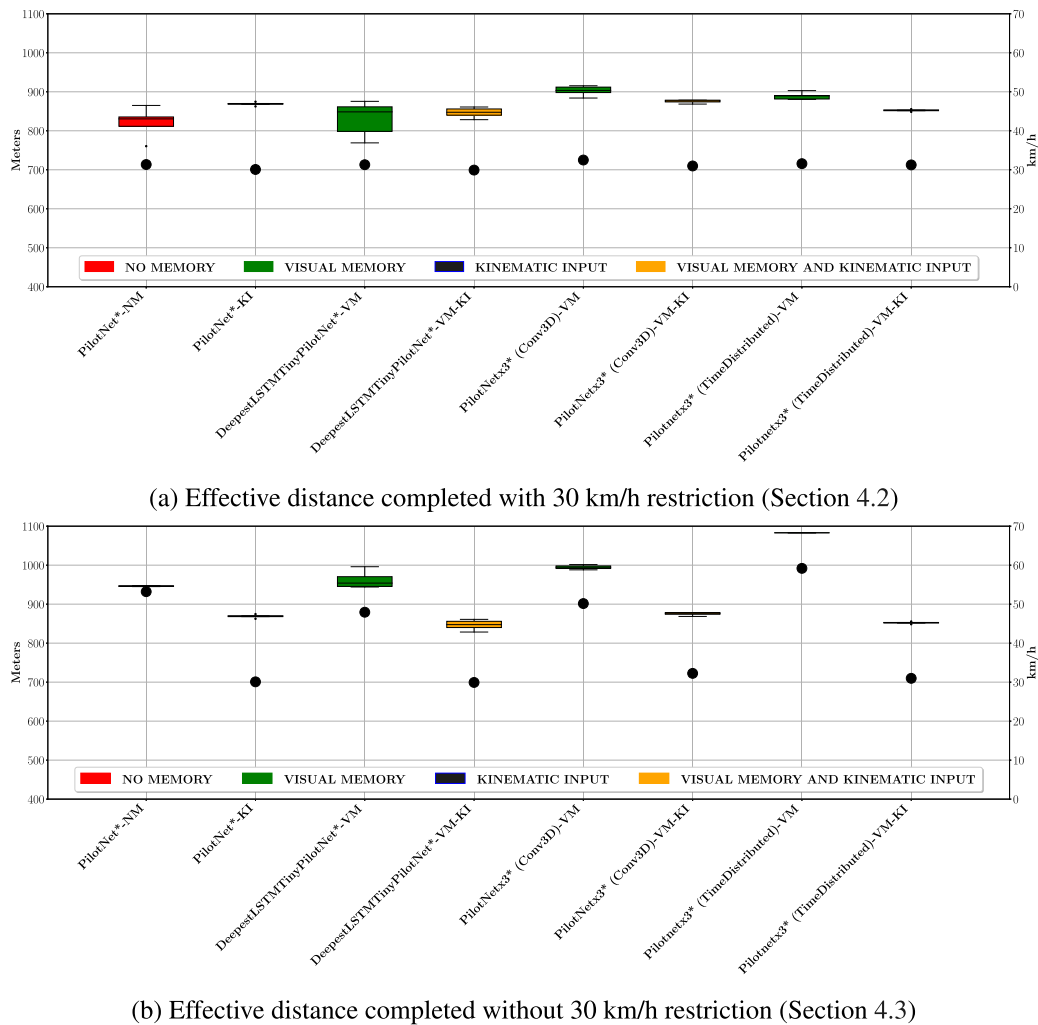 1100
1000
900
800
700
600
500
400
Meters
70
60
50
40
30
20
10
0
km/h
NO MEMORY VISUAL MEMORY KINEMATIC INPUT VISUAL MEMORY AND KINEMATIC INPUT
PilotNet*-NM
PilotNet*-KI
DeepestLSTMTinyPilotNet*-VM
DeepestLSTMTinyPilotNet*-VM-KI
PilotNetx3* (Conv3D)-VM
PilotNetx3* (Conv3D)-VM-KI
Pilotnetx3* (TimeDistributed)-VM
Pilotnetx3* (TimeDistributed)-VM-KI
(a) Effective distance completed with 30 km/h restriction (Section 4.2)
1100
1000
900
800
700
600
500
400
Meters
70
60
50
40
30
20
10
0
km/h
NO MEMORY VISUAL MEMORY KINEMATIC INPUT VISUAL MEMORY AND KINEMATIC INPUT
PilotNet*-NM
PilotNet*-KI
DeepestLSTMTinyPilotNet*-VM
DeepestLSTMTinyPilotNet*-VM-KI
PilotNetx3* (Conv3D)-VM
PilotNetx3* (Conv3D)-VM-KI
Pilotnetx3* (TimeDistributed)-VM
Pilotnetx3* (TimeDistributed)-VM-KI
(b) Effective distance completed without 30 km/h restriction (Section 4.3)